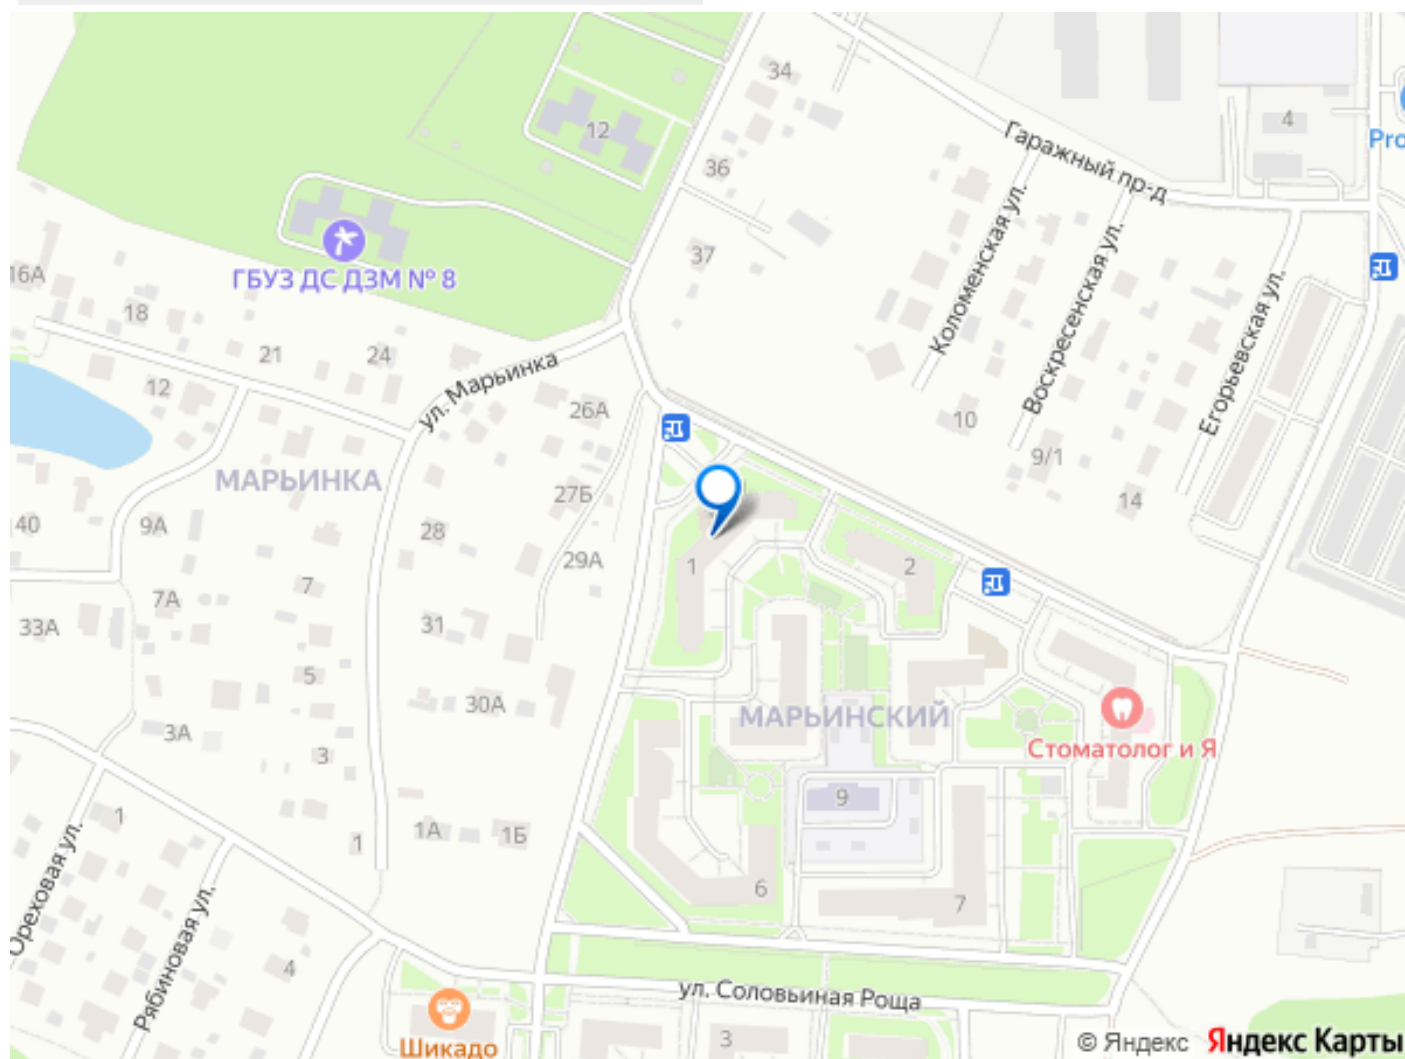 34
12
36
Гаражный пр-д
4
Pro
Коломенская ул.
Воскресенская ул.
Егорьевская ул.
37
ГБУЗ ДС ДЗМ № 8
16А
18
21
24
ул. Марьинка
12
26А
10
9/1
14
МАРЬИНКА
27Б
40
9А
28
29А
1
2
7А
7
33А
31
5
30А
МАРЬИНСКИЙ
Стоматолог и Я
3А
3
9
1
1А
1Б
1
6
7
Ореховая ул.
Рябиновая ул.
4
ул. Соловьиная Роща
Шикадо
3
© Яндекс Яндекс Карты